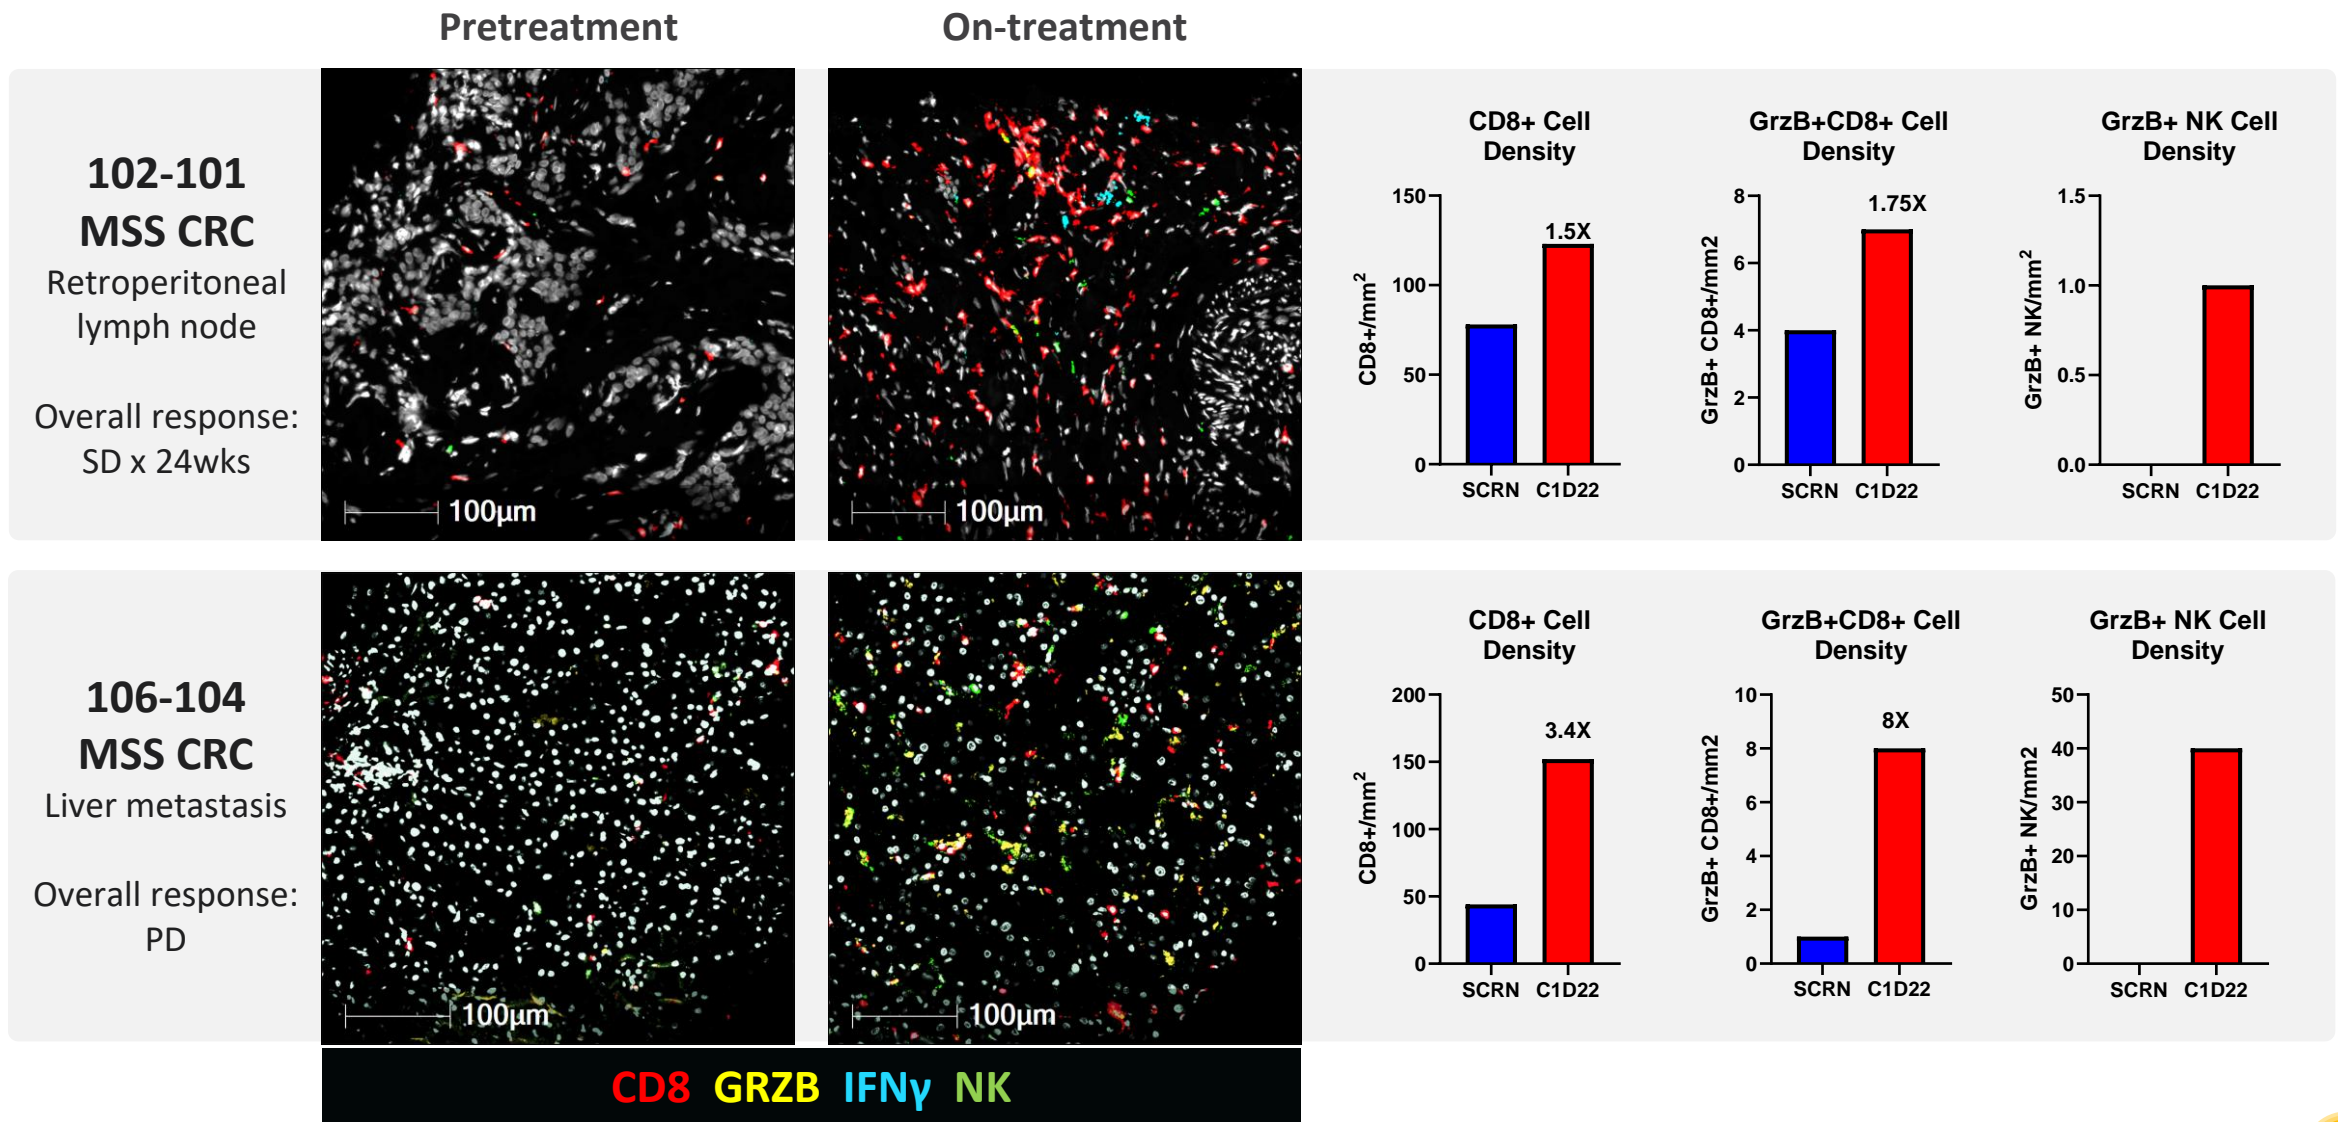 Pretreatment
On-treatment
102-101
MSS CRC
Retroperitoneal
lymph node
Overall response:
SD x 24wks
100µm
100µm
CD8+ Cell
Density
CD8+/mm²
150
100
50
0
1.5X
SCRN C1D22
GrzB+CD8+ Cell
Density
GrzB+ CD8+/mm2
8
6
4
2
0
1.75X
SCRN C1D22
GrzB+ NK Cell
Density
GrzB+ NK/mm²
1.5
1.0
0.5
0.0
SCRN C1D22
106-104
MSS CRC
Liver metastasis
Overall response:
PD
100µm
100µm
CD8+ Cell
Density
CD8+/mm²
200
150
100
50
0
3.4X
SCRN C1D22
GrzB+CD8+ Cell
Density
GrzB+ CD8+/mm2
10
8
6
4
2
0
8X
SCRN C1D22
GrzB+ NK Cell
Density
GrzB+ NK/mm2
50
40
30
20
10
0
SCRN C1D22
CD8 GRZB IFNγ NK